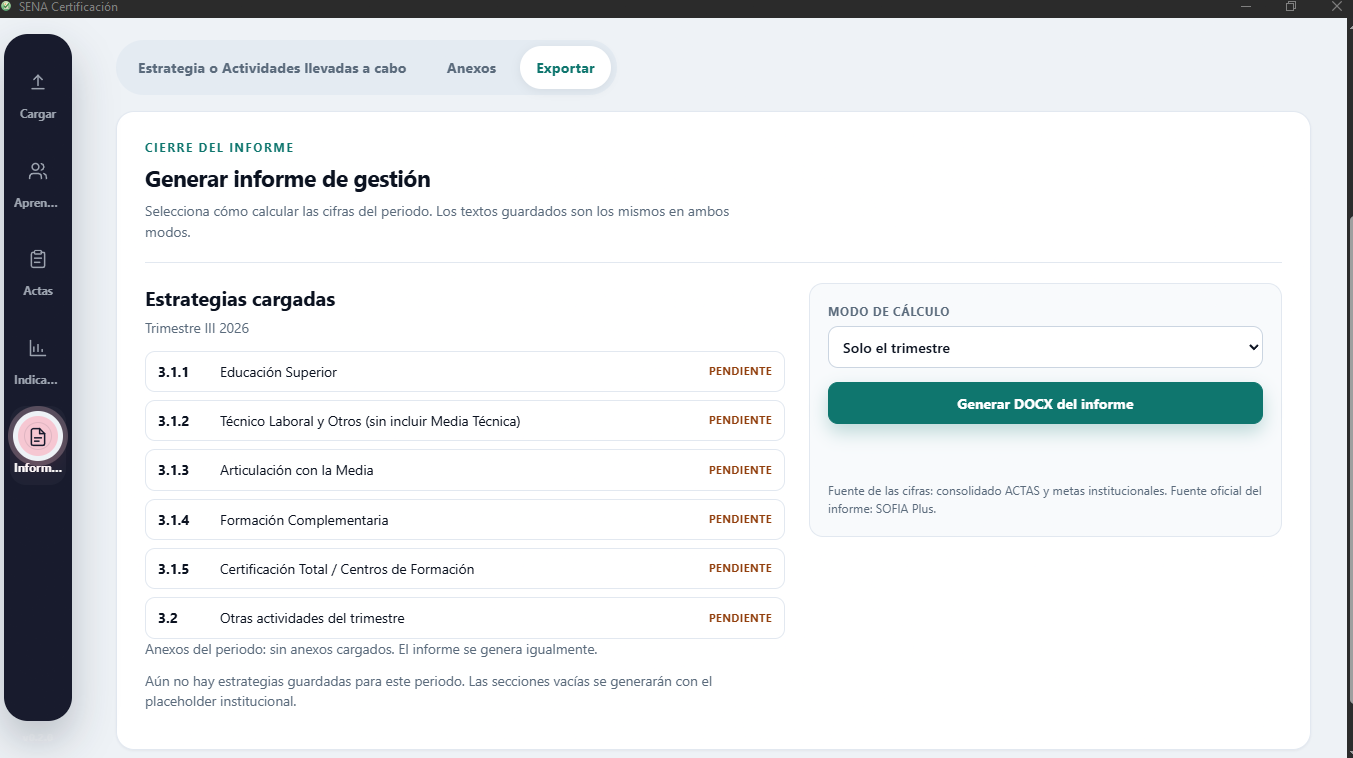 SENA Certificación
Cargar
Apren...
Actas
Indica...
Inform...
Estrategia o Actividades llevadas a cabo
Anexos
Exportar
CIERRE DEL INFORME
Generar informe de gestión
Selecciona cómo calcular las cifras del periodo. Los textos guardados son los mismos en ambos
modos.
Estrategias cargadas
Trimestre III 2026
3.1.1 Educación Superior PENDIENTE
3.1.2 Técnico Laboral y Otros (sin incluir Media Técnica) PENDIENTE
3.1.3 Articulación con la Media PENDIENTE
3.1.4 Formación Complementaria PENDIENTE
3.1.5 Certificación Total / Centros de Formación PENDIENTE
3.2 Otras actividades del trimestre PENDIENTE
Anexos del periodo: sin anexos cargados. El informe se genera igualmente.
Aún no hay estrategias guardadas para este periodo. Las secciones vacías se generarán con el
placeholder institucional.
MODO DE CÁLCULO
Solo el trimestre
Generar DOCX del informe
Fuente de las cifras: consolidado ACTAS y metas institucionales. Fuente oficial del
informe: SOFIA Plus.